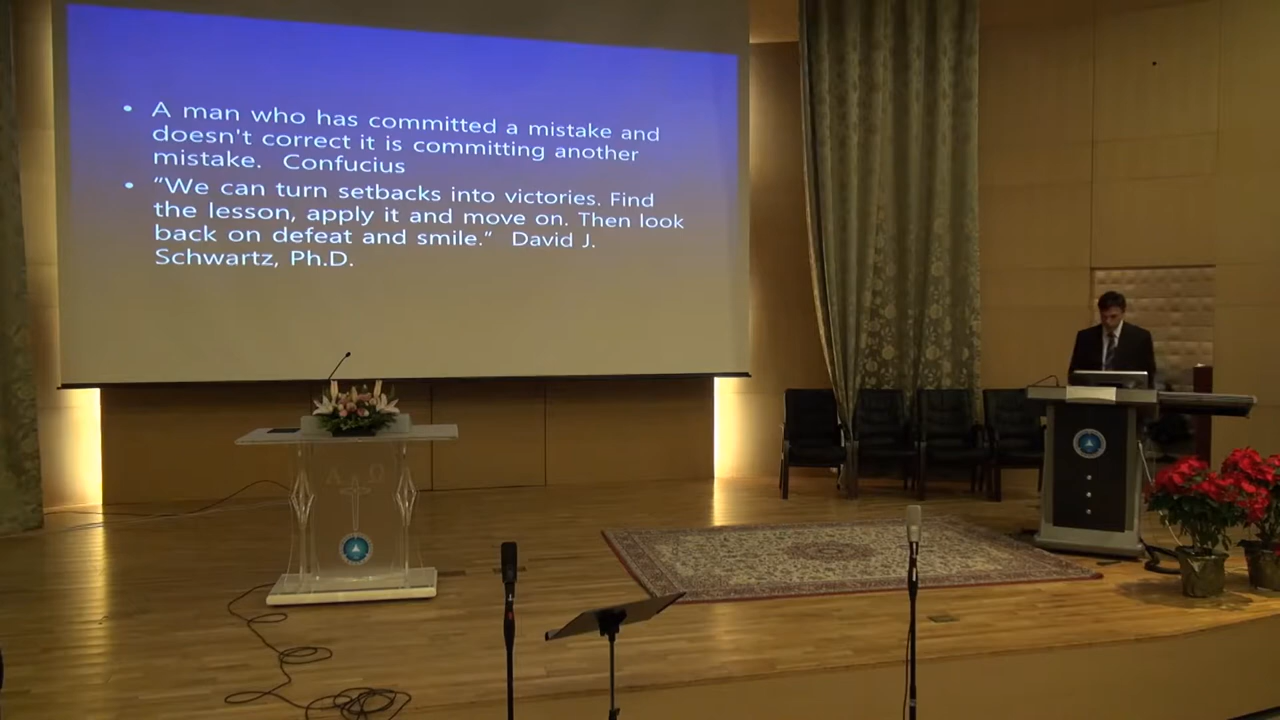 • A man who has committed a mistake and
doesn't correct it is committing another
mistake. Confucius
• “We can turn setbacks into victories. Find
the lesson, apply it and move on. Then look
back on defeat and smile.” David J.
Schwartz, Ph.D.
Α Ω